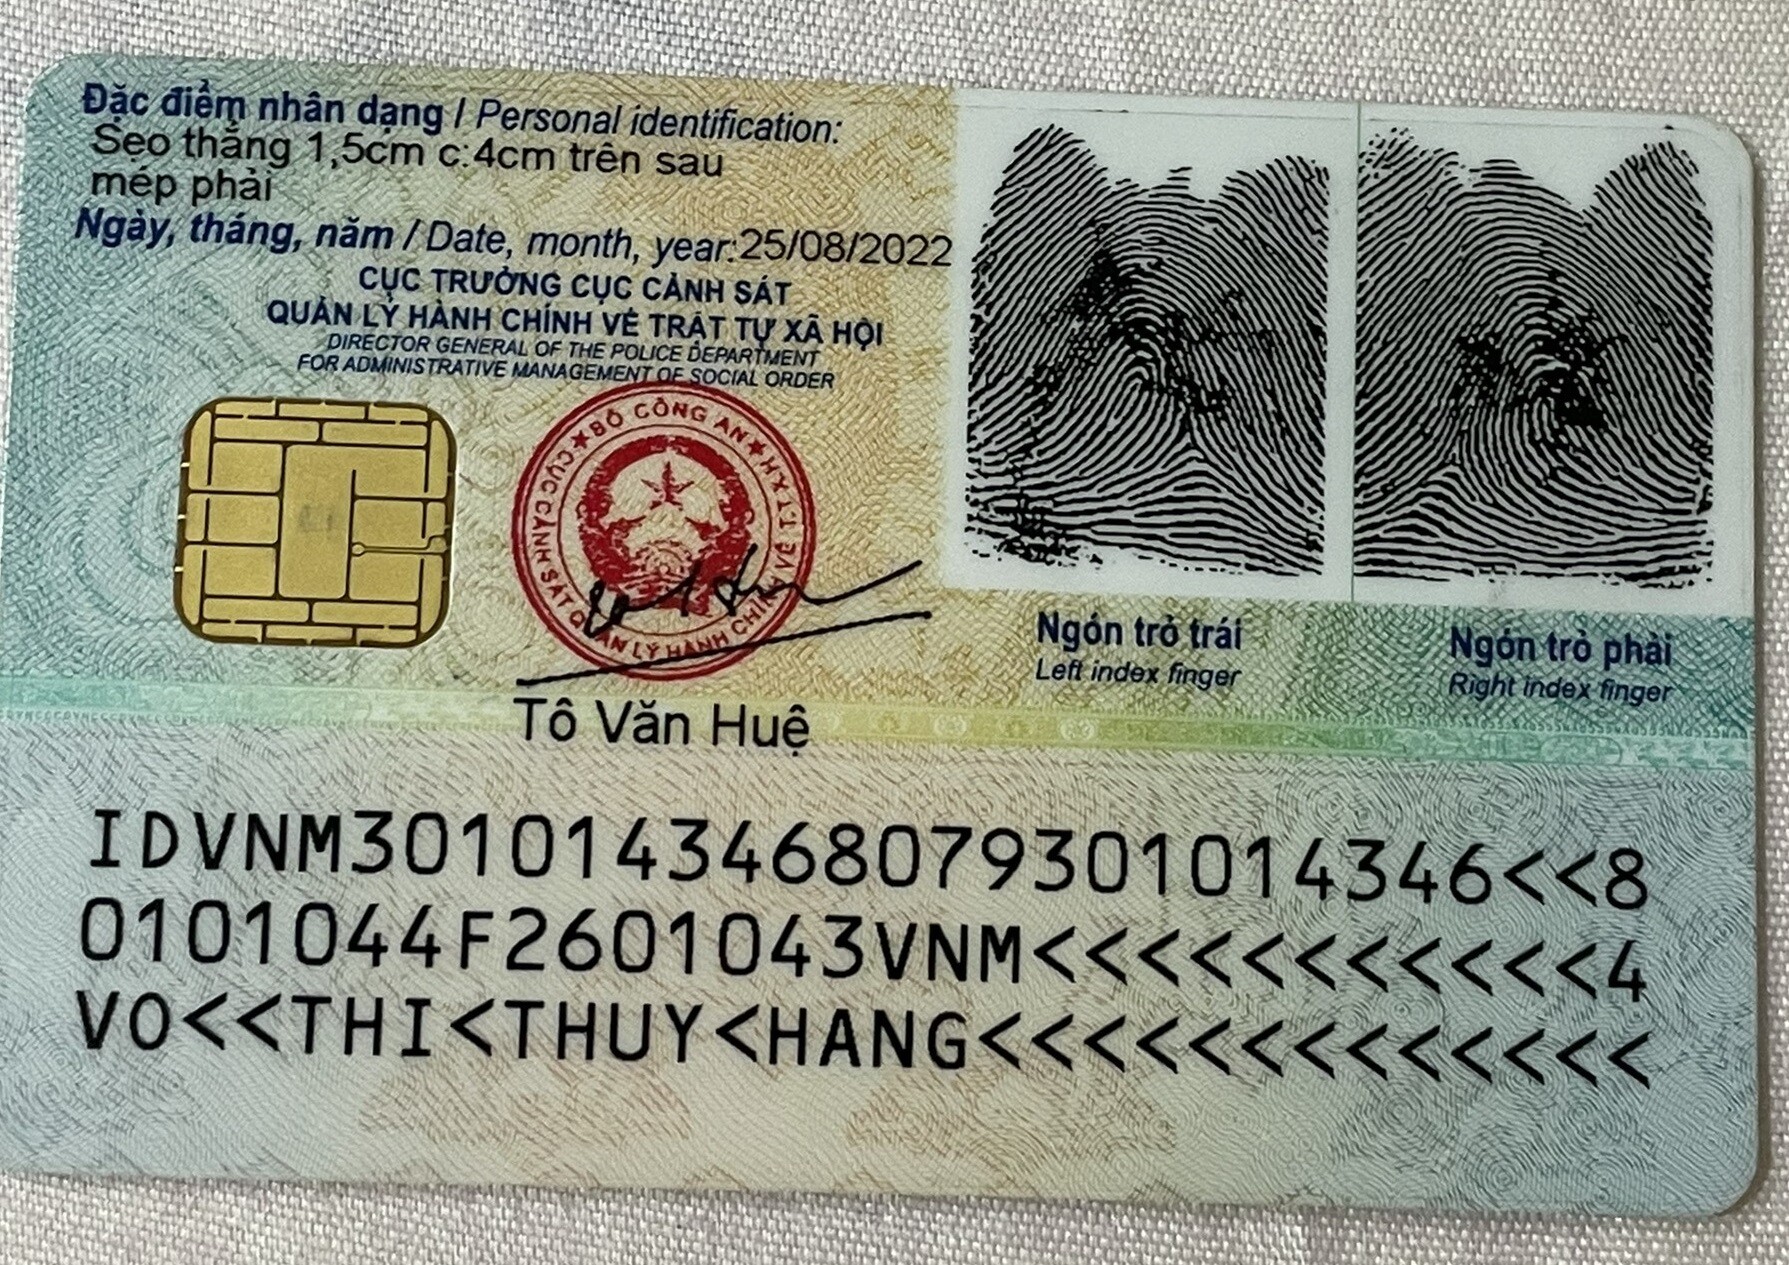 Đặc điểm nhân dạng / Personal identification:
Sẹo thẳng 1,5cm c:4cm trên sau
mép phải
Ngày, tháng, năm / Date, month, year:25/08/2022
CỤC TRƯỞNG CỤC CẢNH SÁT
QUẢN LÝ HÀNH CHÍNH VỀ TRẬT TỰ XÃ HỘI
DIRECTOR GENERAL OF THE POLICE DEPARTMENT
FOR ADMINISTRATIVE MANAGEMENT OF SOCIAL ORDER
★BỘ CÔNG AN★
CỤC CẢNH SÁT QUẢN LÝ HÀNH CHÍNH VỀ TTXH
Tô Văn Huệ
Ngón trỏ trái
Left index finger
Ngón trỏ phải
Right index finger
IDVNM3010143468079301014346<<8
0101044F2601043VNM<<<<<<<<<<<4
VO<<THI<THUY<HANG<<<<<<<<<<<<<